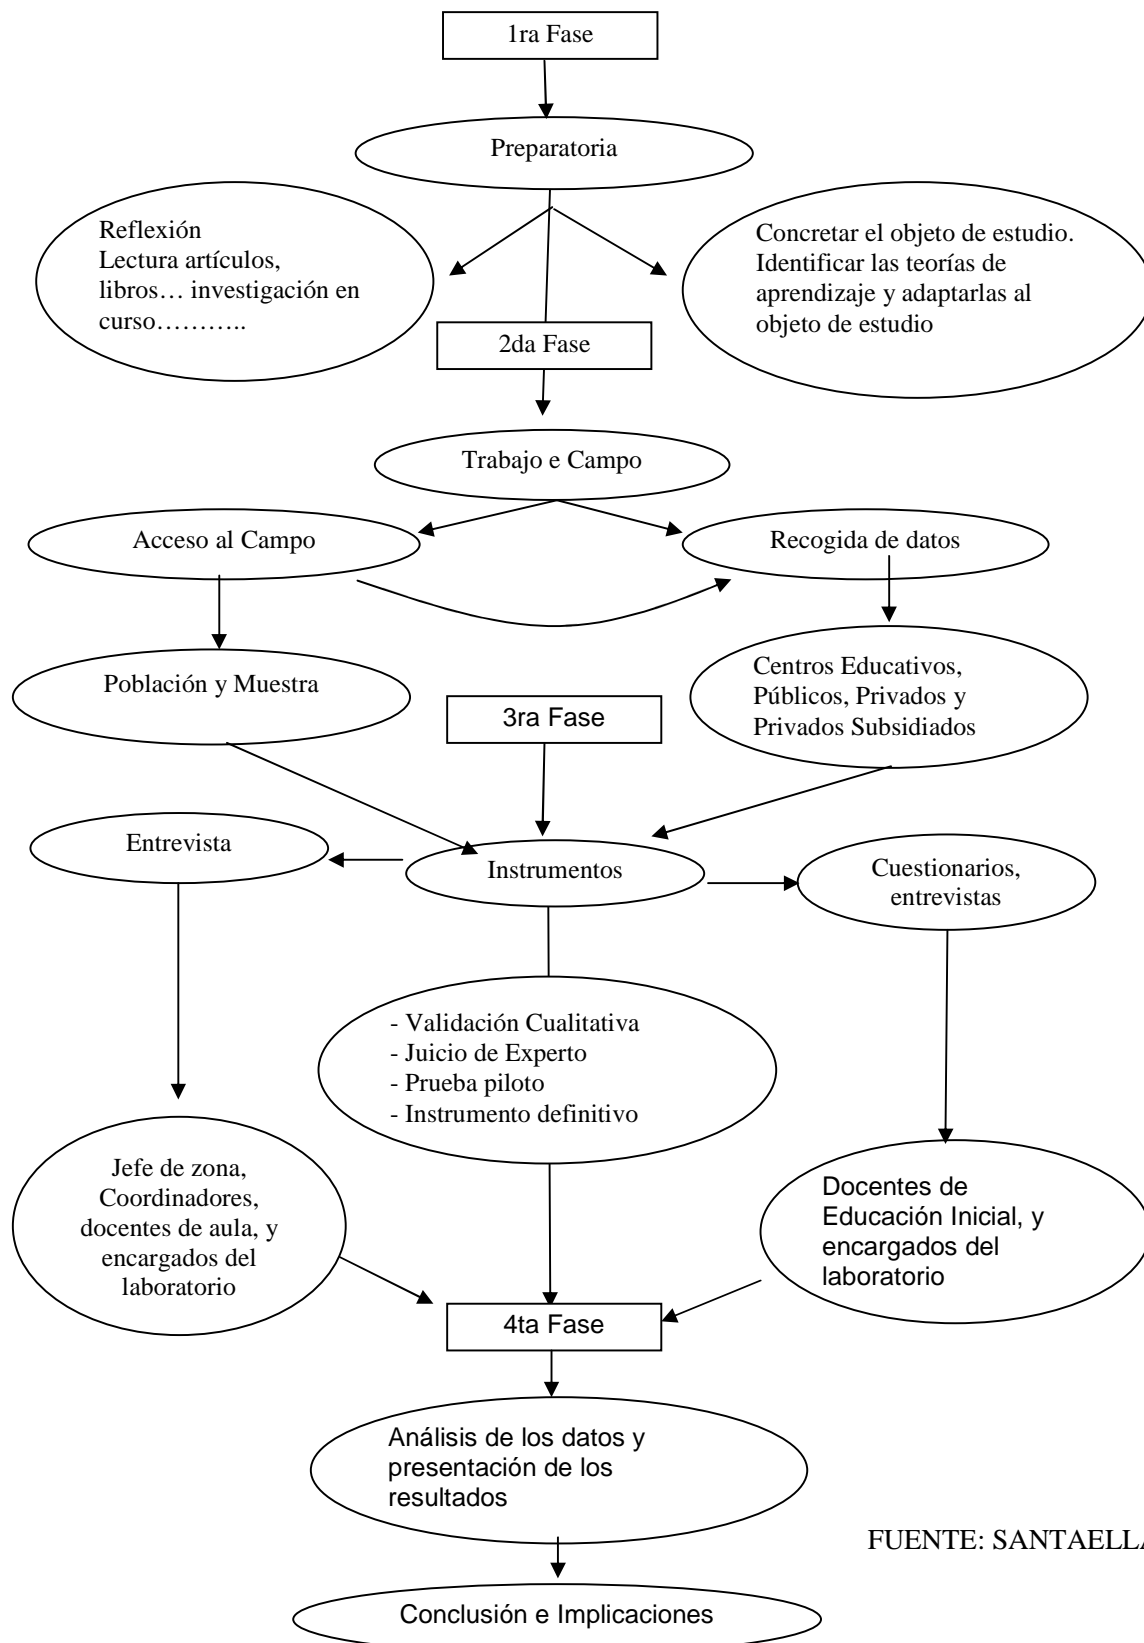 1ra Fase
Preparatoria
Reflexión
Lectura artículos,
libros… investigación en
curso………..
Concretar el objeto de estudio.
Identificar las teorías de
aprendizaje y adaptarlas al
objeto de estudio
2da Fase
Trabajo e Campo
Acceso al Campo
Recogida de datos
Población y Muestra
Centros Educativos,
Públicos, Privados y
Privados Subsidiados
3ra Fase
Entrevista
Instrumentos
Cuestionarios,
entrevistas
- Validación Cualitativa
- Juicio de Experto
- Prueba piloto
- Instrumento definitivo
Jefe de zona,
Coordinadores,
docentes de aula, y
encargados del
laboratorio
Docentes de
Educación Inicial, y
encargados del
laboratorio
4ta Fase
Análisis de los datos y
presentación de los
resultados
FUENTE: SANTAELLA
Conclusión e Implicaciones